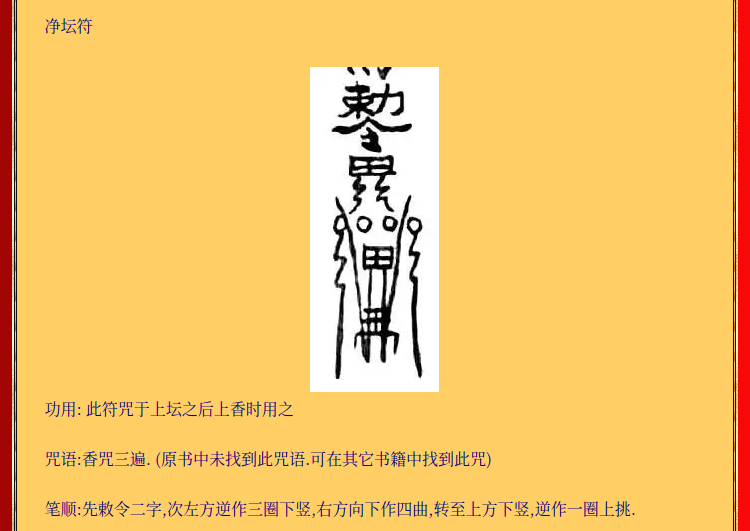 净坛符
敕令
功用: 此符咒于上坛之后上香时用之
咒语:香咒三遍. (原书中未找到此咒语.可在其它书籍中找到此咒)
笔顺:先敕令二字,次左方逆作三圈下竖,右方向下作四曲,转至上方下竖,逆作一圈上挑.